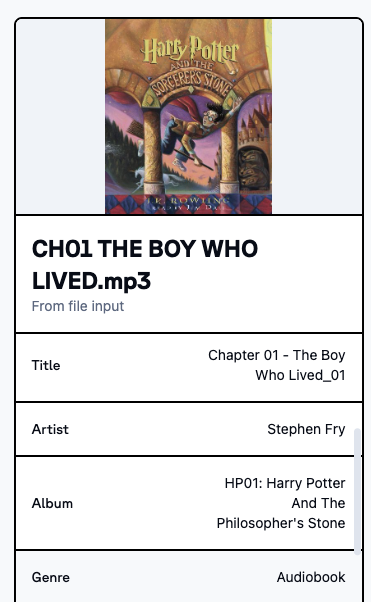 Harry Potter
AND THE
SORCERER'S STONE
J.K. ROWLING
CH01 THE BOY WHO
LIVED.mp3
From file input
Title
Chapter 01 - The Boy
Who Lived_01
Artist
Stephen Fry
Album
HP01: Harry Potter
And The
Philosopher's Stone
Genre
Audiobook